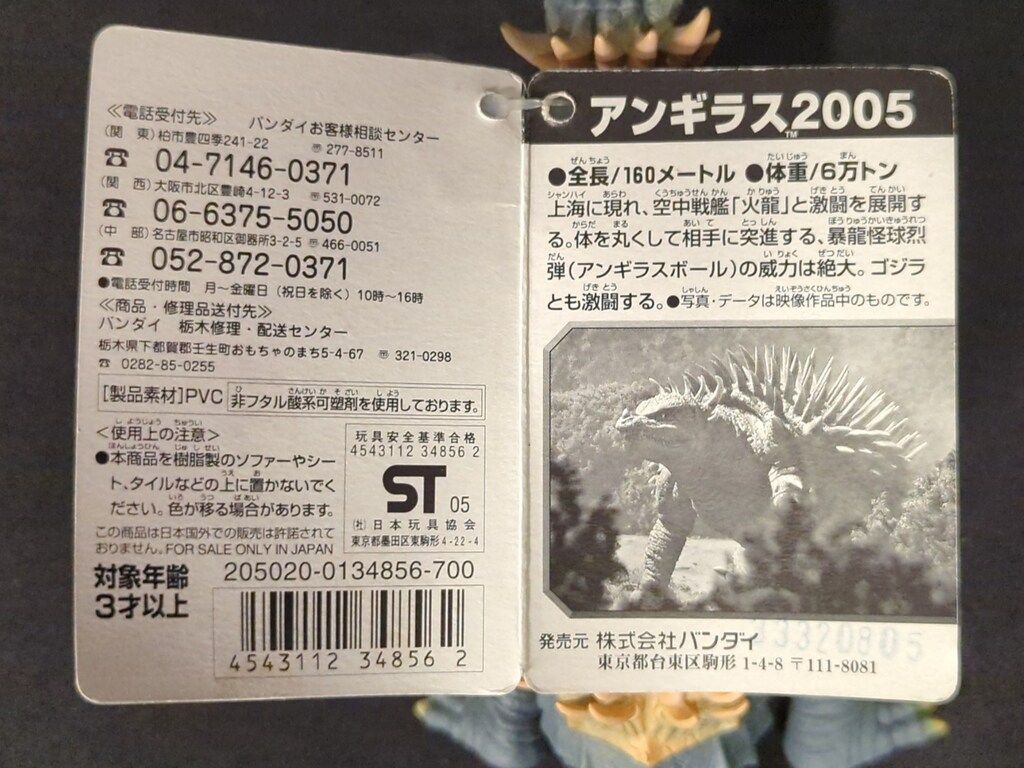 ≪電話受付先≫ バンダイお客様相談センター
(関 東)柏市豊四季241-22 〠277-8511
☎ 04-7146-0371
(関 西)大阪市北区豊崎4-12-3 〠531-0072
☎ 06-6375-5050
(中 部)名古屋市昭和区御器所3-2-5 〠466-0051
☎ 052-872-0371
●電話受付時間 月〜金曜日(祝日を除く)10時〜16時
≪商品・修理品送付先≫
バンダイ 栃木修理・配送センター
栃木県下都賀郡壬生町おもちゃのまち5-4-67 〠321-0298
☎ 0282-85-0255
[製品素材]PVC 非フタル酸系可塑剤を使用しております。
<使用上の注意>
●本商品を樹脂製のソファーやシー
ト、タイルなどの上に置かないでく
ださい。色が移る場合があります。
この商品は日本国外での販売は許諾されて
おりません。FOR SALE ONLY IN JAPAN
玩具安全基準合格
4543112 34856 2
ST 05
(社)日本玩具協会
東京都墨田区東駒形4-22-4
対象年齢
3才以上
205020-0134856-700
4543112 348562
アンギラス2005
TM
●全長/160メートル ●体重/6万トン
上海に現れ、空中戦艦「火龍」と激闘を展開す
る。体を丸くして相手に突進する、暴龍怪球烈
弾(アンギラスボール)の威力は絶大。ゴジラ
とも激闘する。●写真・データは映像作品中のものです。
発売元 株式会社バンダイ
東京都台東区駒形 1-4-8 〒111-8081